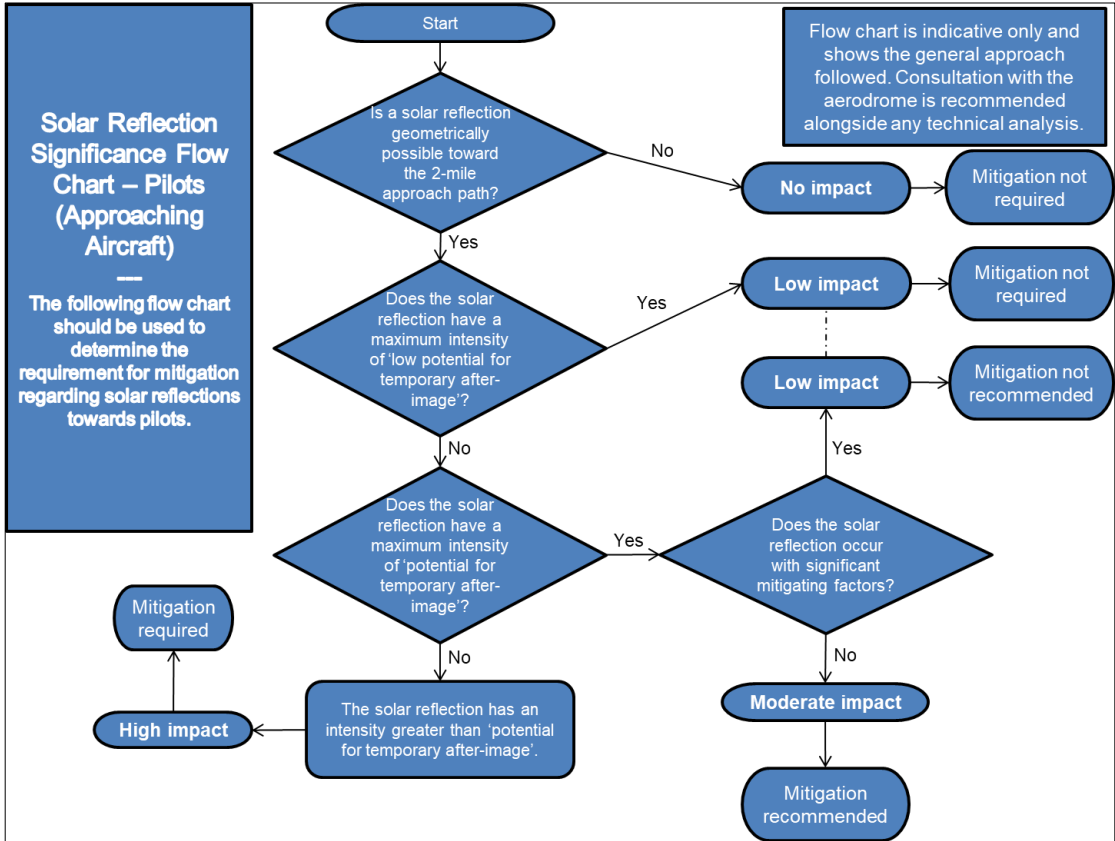 Solar Reflection
Significance Flow
Chart – Pilots
(Approaching
Aircraft)
---
The following flow chart
should be used to
determine the
requirement for mitigation
regarding solar reflections
towards pilots.
Start
Flow chart is indicative only and
shows the general approach
followed. Consultation with the
aerodrome is recommended
alongside any technical analysis.
Is a solar reflection
geometrically
possible toward
the 2-mile
approach path?
No
No impact
Mitigation not
required
Yes
Does the solar
reflection have a
maximum intensity
of ‘low potential for
temporary after-
image’?
Yes
Low impact
Mitigation not
required
Low impact
Mitigation not
recommended
No
Does the solar
reflection have a
maximum intensity
of ‘potential for
temporary after-
image’?
Yes
Does the solar
reflection occur
with significant
mitigating factors?
Yes
No
Moderate impact
Mitigation
recommended
No
The solar reflection has an
intensity greater than ‘potential
for temporary after-image’.
High impact
Mitigation
required